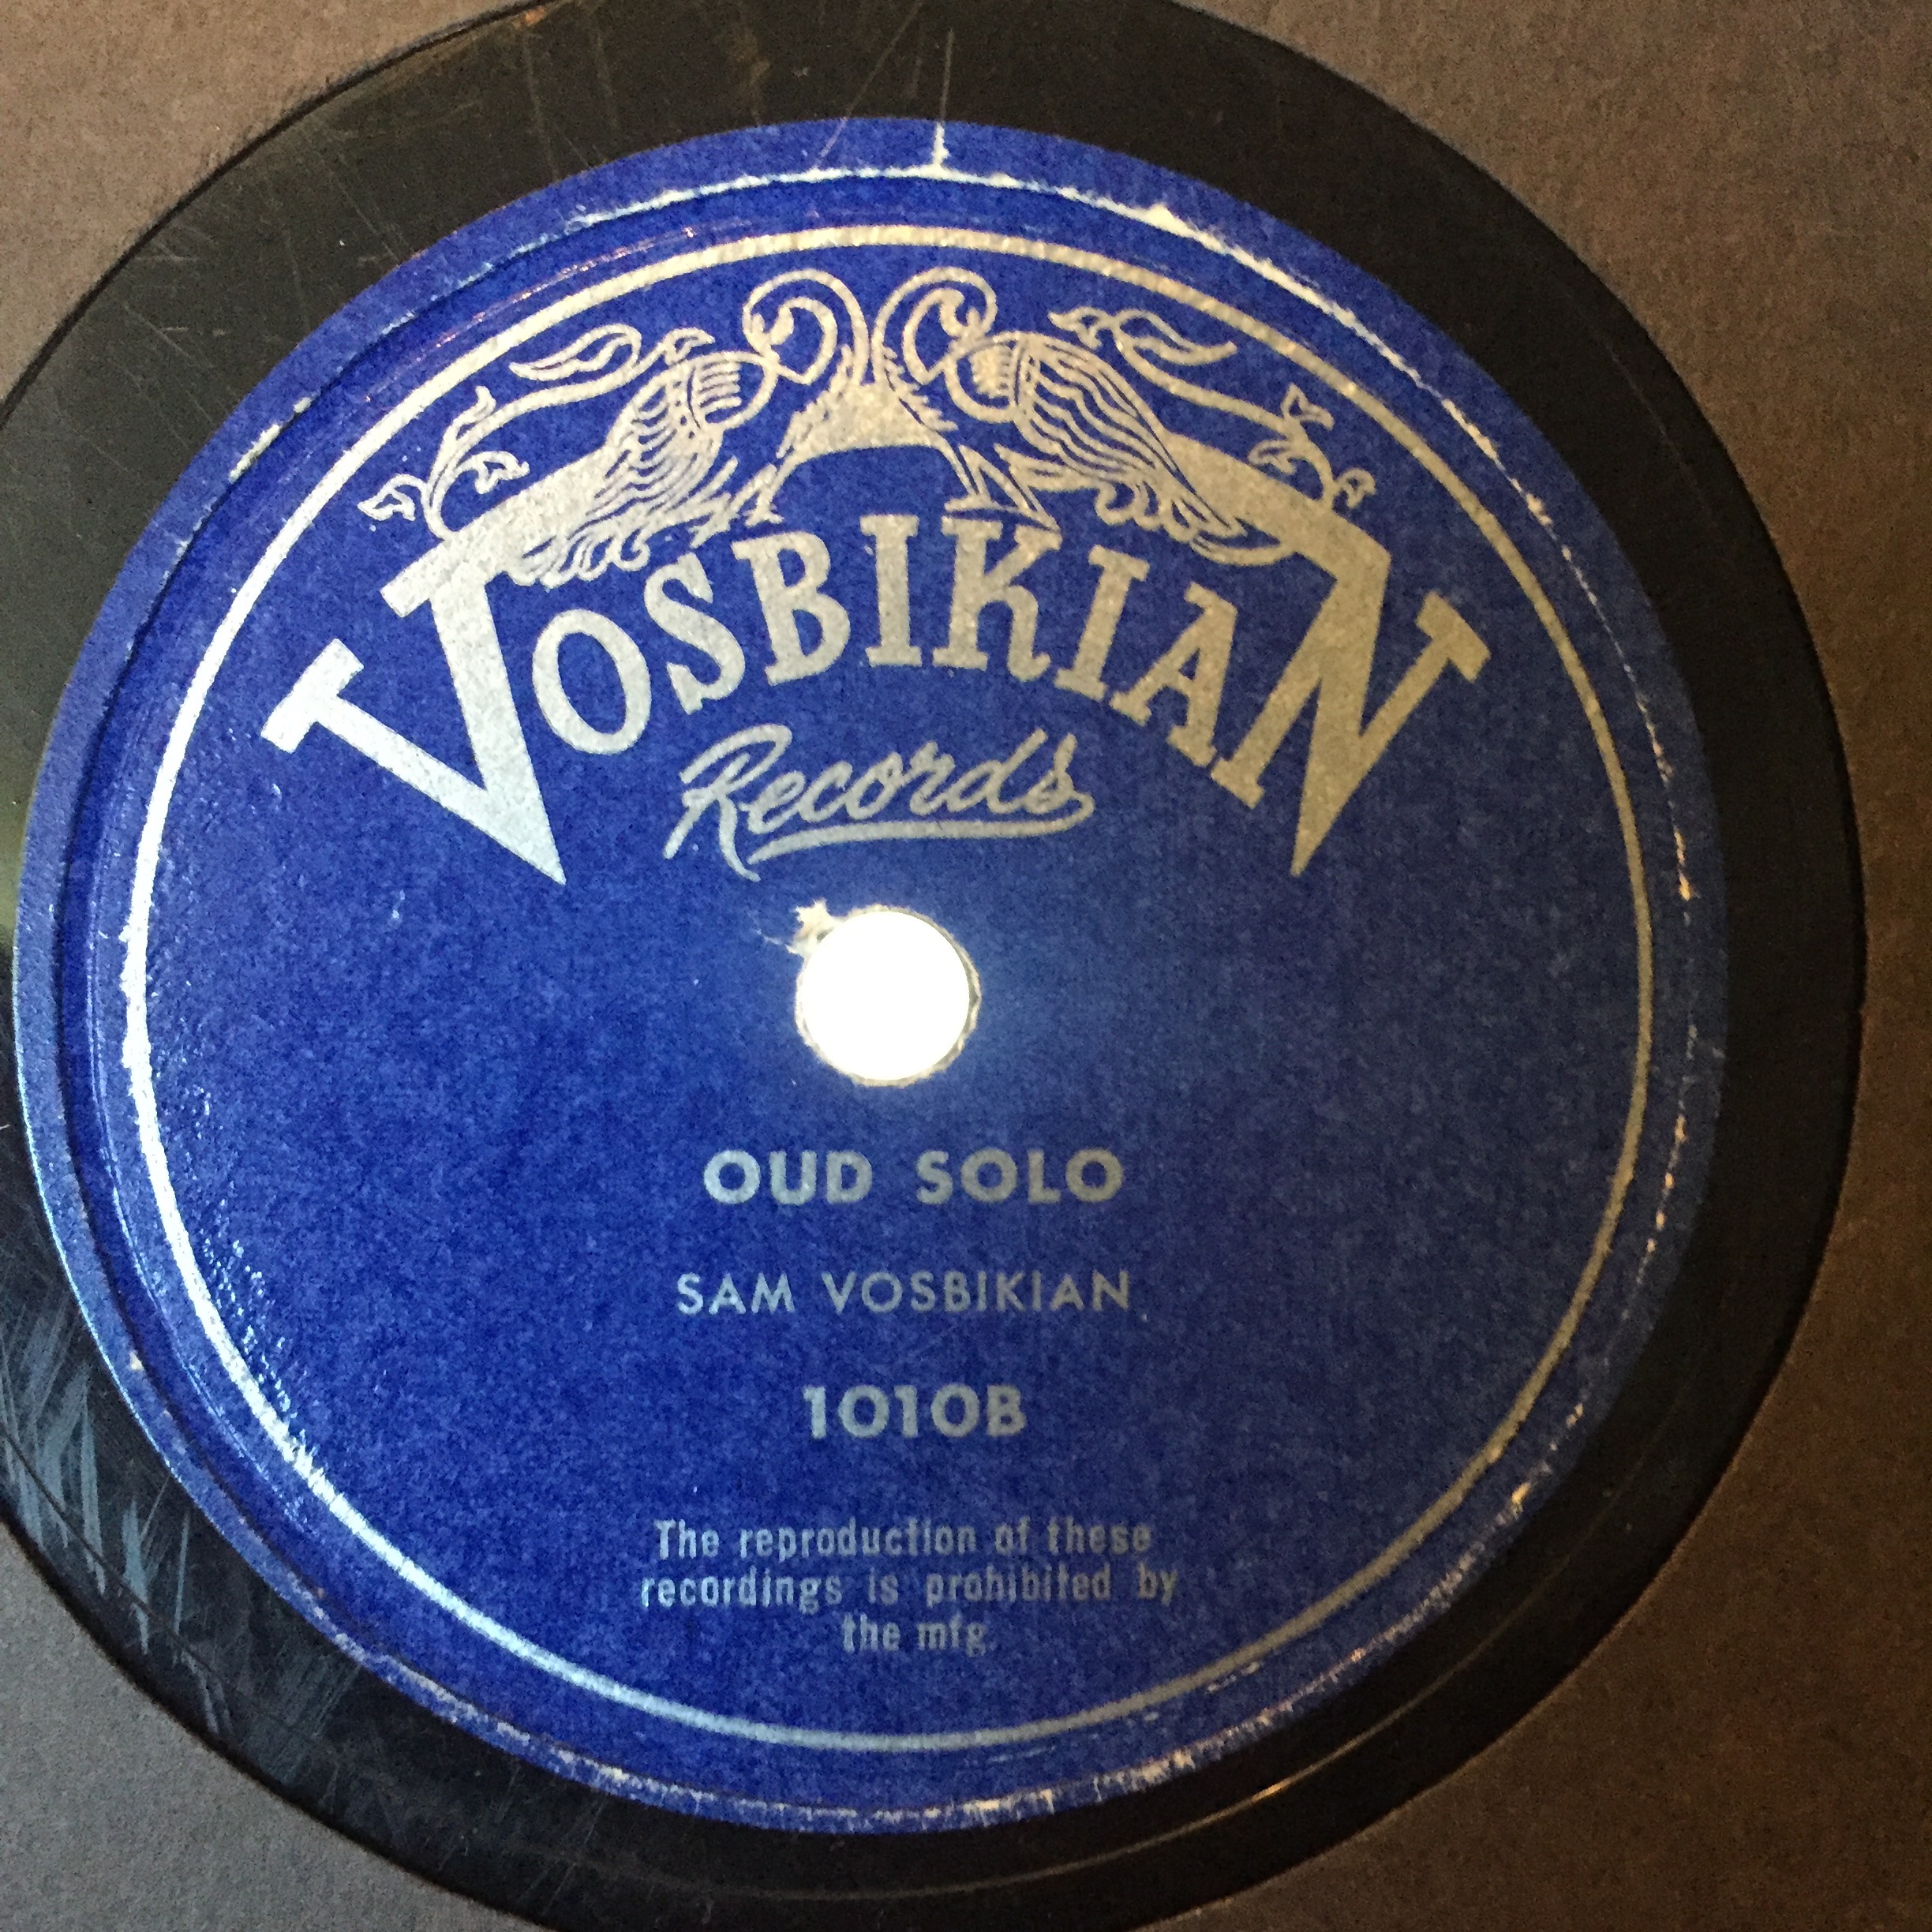 VOSBIKIAN
Records
OUD SOLO
SAM VOSBIKIAN
1010B
The reproduction of these
recordings is prohibited by
the mfg.